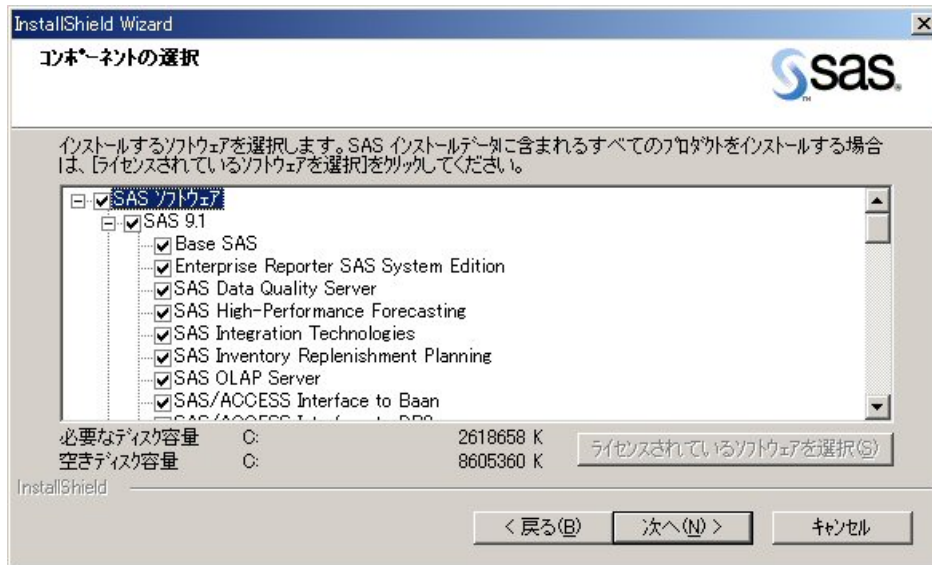 InstallShield Wizard
コンポーネントの選択
sas.
TM
インストールするソフトウェアを選択します。SAS インストールデータに含まれるすべてのプロダクトをインストールする場合
は、[ライセンスされているソフトウェアを選択]をクリックしてください。
SAS ソフトウェア
SAS 9.1
Base SAS
Enterprise Reporter SAS System Edition
SAS Data Quality Server
SAS High-Performance Forecasting
SAS Integration Technologies
SAS Inventory Replenishment Planning
SAS OLAP Server
SAS/ACCESS Interface to Baan
必要なディスク容量 C: 2618658 K
空きディスク容量 C: 8605360 K
ライセンスされているソフトウェアを選択(S)
InstallShield
< 戻る(B) 次へ(N) > キャンセル